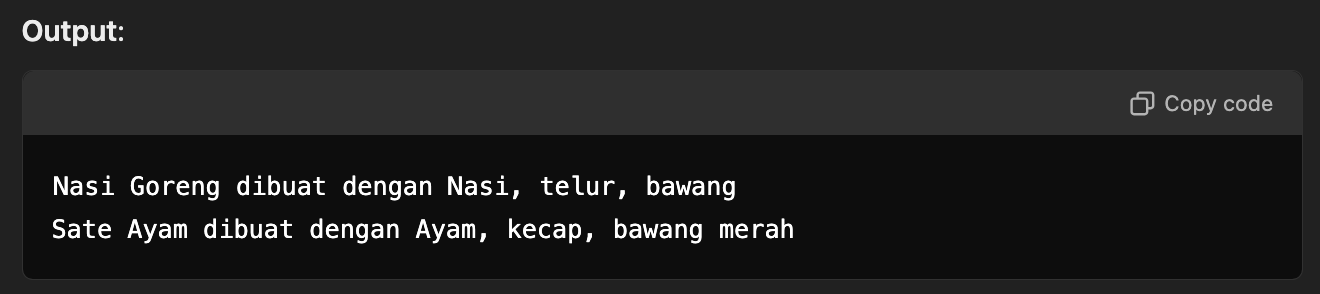 Output:
Copy code
Nasi Goreng dibuat dengan Nasi, telur, bawang
Sate Ayam dibuat dengan Ayam, kecap, bawang merah